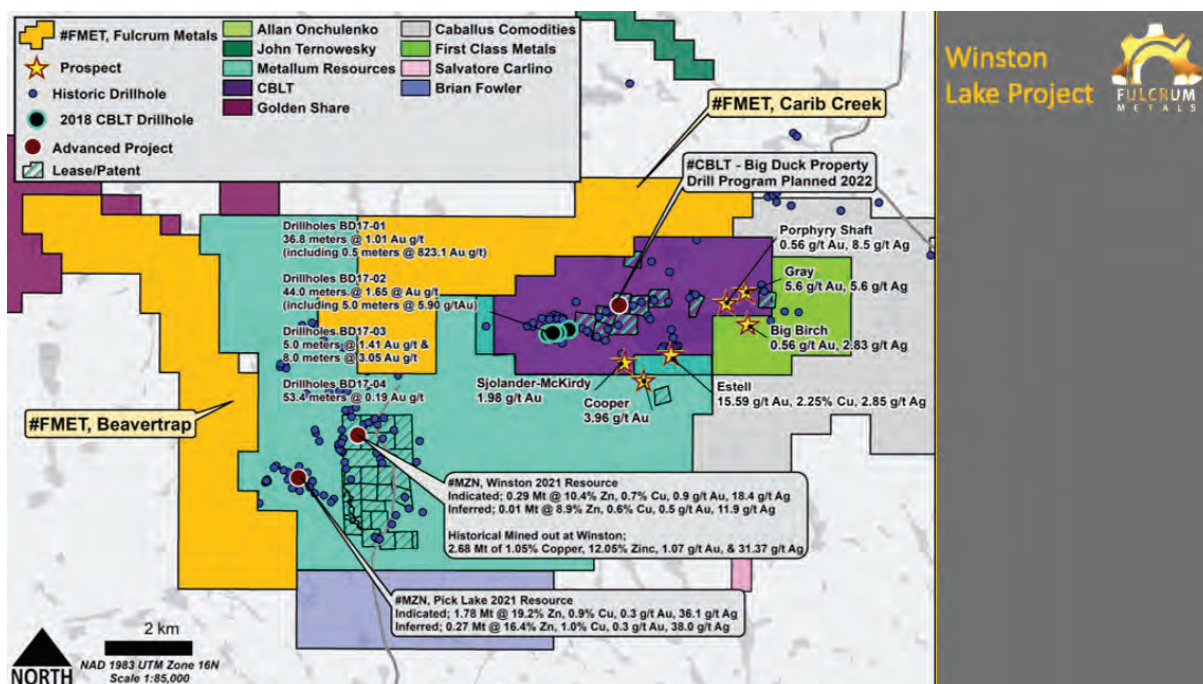 #FMET, Fulcrum Metals
Prospect
Historic Drillhole
2018 CBLT Drillhole
Advanced Project
Lease/Patent
Allan Onchulenko
John Ternowesky
Metallum Resources
CBLT
Golden Share
Caballus Comodities
First Class Metals
Salvatore Carlino
Brian Fowler
Winston
Lake Project
FULCRUM
METALS
#FMET, Carib Creek
#CBLT - Big Duck Property
Drill Program Planned 2022
Drillholes BD17-01
36.8 meters @ 1.01 Au g/t
(including 0.5 meters @ 823.1 Au g/t)
Drillholes BD17-02
44.0 meters. @ 1.65 @ Au g/t
(including 5.0 meters @ 5.90 g/tAu)
Drillholes BD17-03
5.0 meters @ 1.41 Au g/t &
8.0 meters @ 3.05 Au g/t
Drillholes BD17-04
53.4 meters @ 0.19 Au g/t
Porphyry Shaft
0.56 g/t Au, 8.5 g/t Ag
Gray
5.6 g/t Au, 5.6 g/t Ag
Big Birch
0.56 g/t Au, 2.83 g/t Ag
Sjolander-McKirdy
1.98 g/t Au
Cooper
3.96 g/t Au
Estell
15.59 g/t Au, 2.25% Cu, 2.85 g/t Ag
#FMET, Beavertrap
#MZN, Winston 2021 Resource
Indicated; 0.29 Mt @ 10.4% Zn, 0.7% Cu, 0.9 g/t Au, 18.4 g/t Ag
Inferred; 0.01 Mt @ 8.9% Zn, 0.6% Cu, 0.5 g/t Au, 11.9 g/t Ag
Historical Mined out at Winston;
2.68 Mt of 1.05% Copper, 12.05% Zinc, 1.07 g/t Au, & 31.37 g/t Ag
#MZN, Pick Lake 2021 Resource
Indicated; 1.78 Mt @ 19.2% Zn, 0.9% Cu, 0.3 g/t Au, 36.1 g/t Ag
Inferred; 0.27 Mt @ 16.4% Zn, 1.0% Cu, 0.3 g/t Au, 38.0 g/t Ag
2 km
NORTH
NAD 1983 UTM Zone 16N
Scale 1:85,000